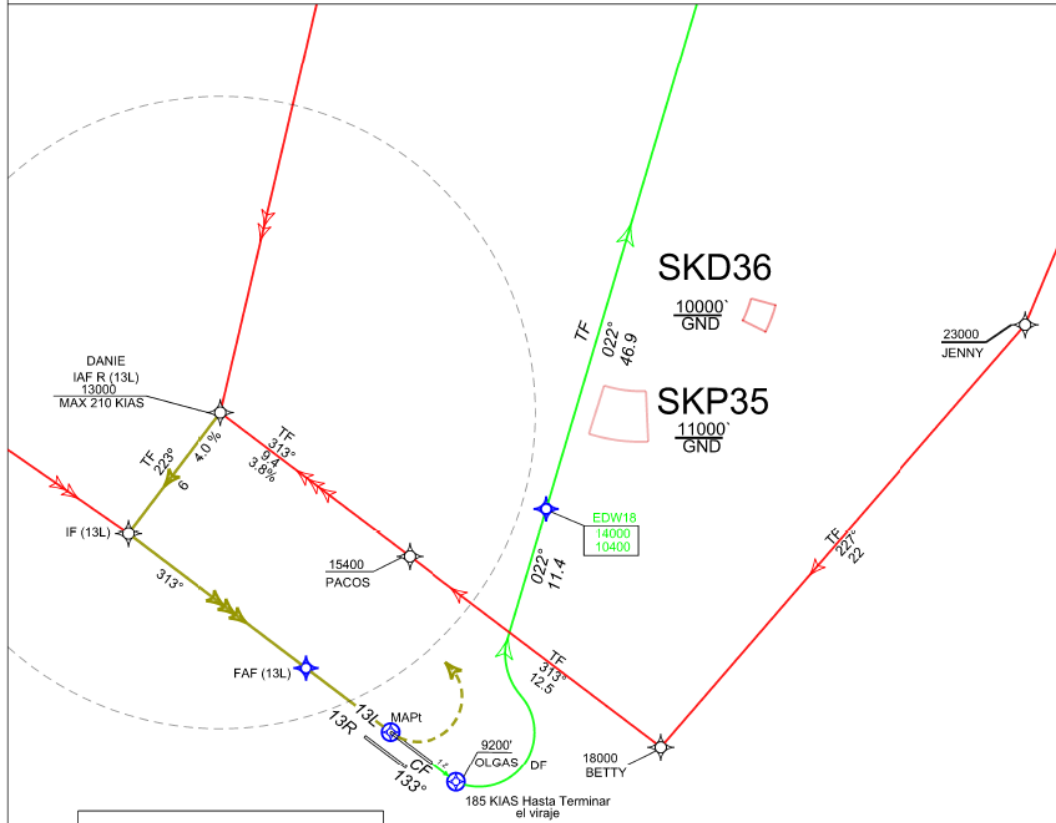 SKD36
10000`
GND
TF
022°
46.9
23000
JENNY
DANIE
IAF R (13L)
13000
MAX 210 KIAS
SKP35
11000`
GND
TF
223°
6
4.0 %
TF
313°
9.4
3.8%
EDW18
14000
10400
IF (13L)
022°
11.4
TF
227°
22
15400
PACOS
313°
TF
313°
12.5
FAF (13L)
13L
13R
MAPt
CF
133°
9200'
OLGAS
DF
18000
BETTY
185 KIAS Hasta Terminar
el viraje